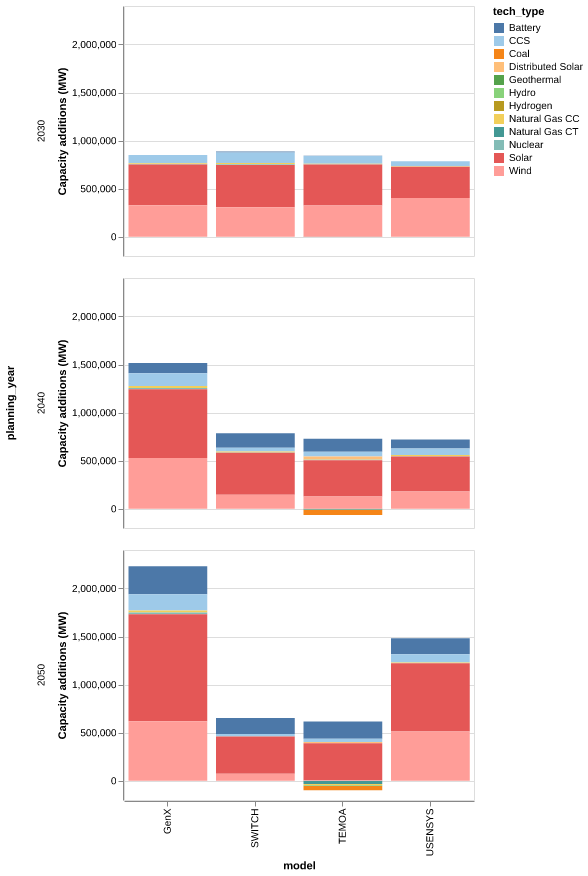 tech_type
Battery
CCS
Coal
Distributed Solar
Geothermal
Hydro
Hydrogen
Natural Gas CC
Natural Gas CT
Nuclear
Solar
Wind
planning_year
2030
Capacity additions (MW)
2,000,000
1,500,000
1,000,000
500,000
0
2040
Capacity additions (MW)
2,000,000
1,500,000
1,000,000
500,000
0
2050
Capacity additions (MW)
2,000,000
1,500,000
1,000,000
500,000
0
GenX
SWITCH
TEMOA
USENSYS
model